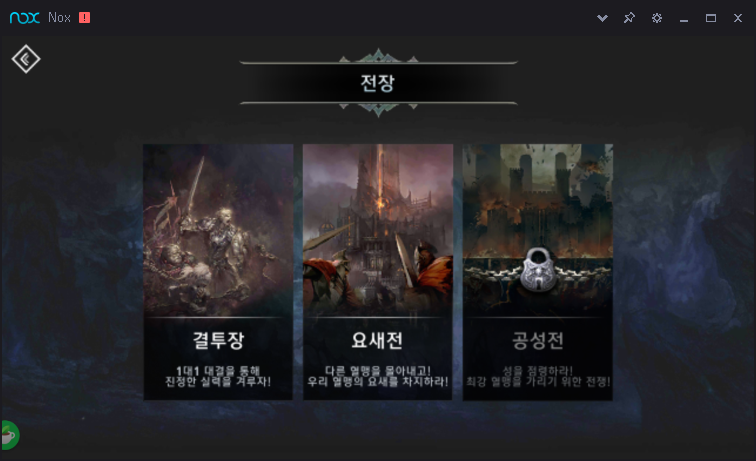 nox Nox
전장
결투장
1대1 대결을 통해
진정한 실력을 겨루자!
요새전
다른 혈맹을 몰아내고!
우리 혈맹의 요새를 차지하라!
공성전
성을 점령하라!
최강 혈맹을 가리기 위한 전쟁!